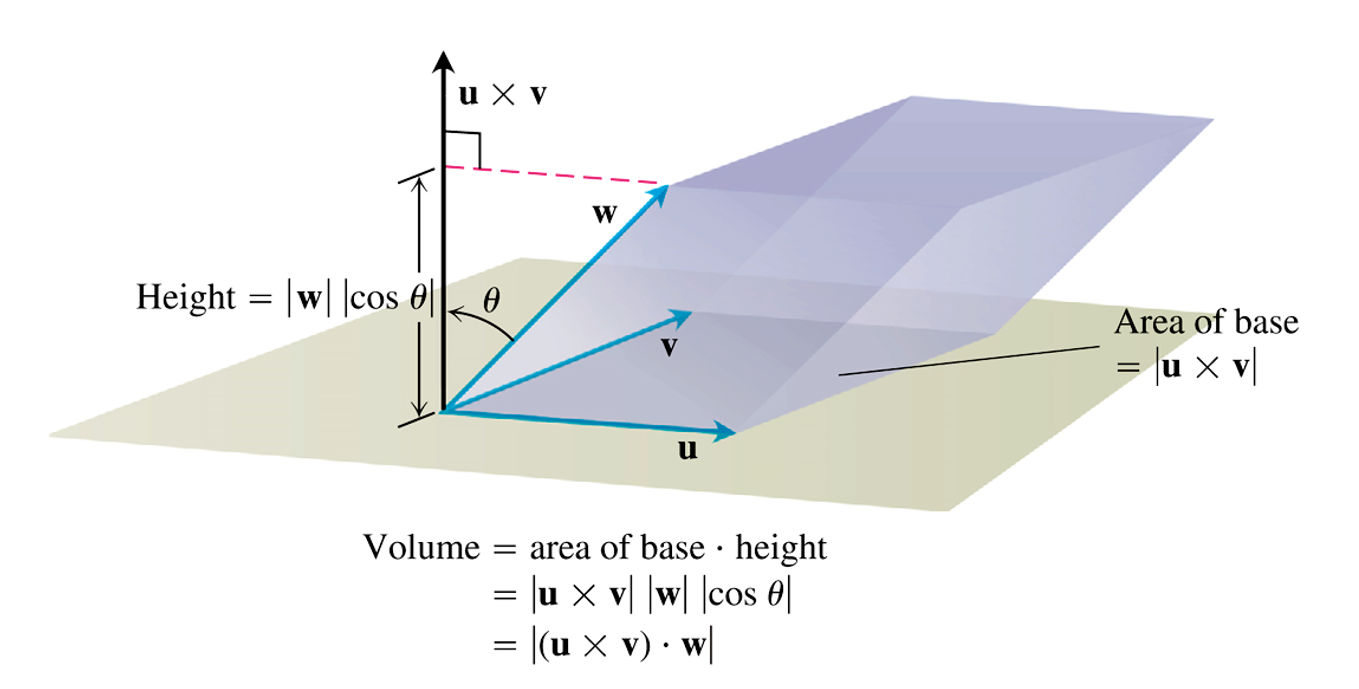 u × v
w
Height = |w| |cos θ|
θ
v
Area of base
= |u × v|
u
Volume = area of base · height
= |u × v| |w| |cos θ|
= |(u × v) · w|